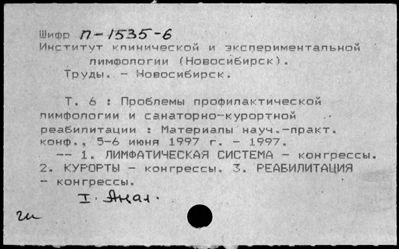 Шифр П-1535-6
Институт клинической и экспериментальной
лимфологии (Новосибирск).
Труды. - Новосибирск.
Т. 6 : Проблемы профилактической
лимфологии и санаторно-курортной
реабилитации : Материалы науч.-практ.
конф., 5-6 июня 1997 г. - 1997.
-- 1. ЛИМФАТИЧЕСКАЯ СИСТЕМА - конгрессы.
2. КУРОРТЫ - конгрессы. 3. РЕАБИЛИТАЦИЯ
- конгрессы.
I. Анал.